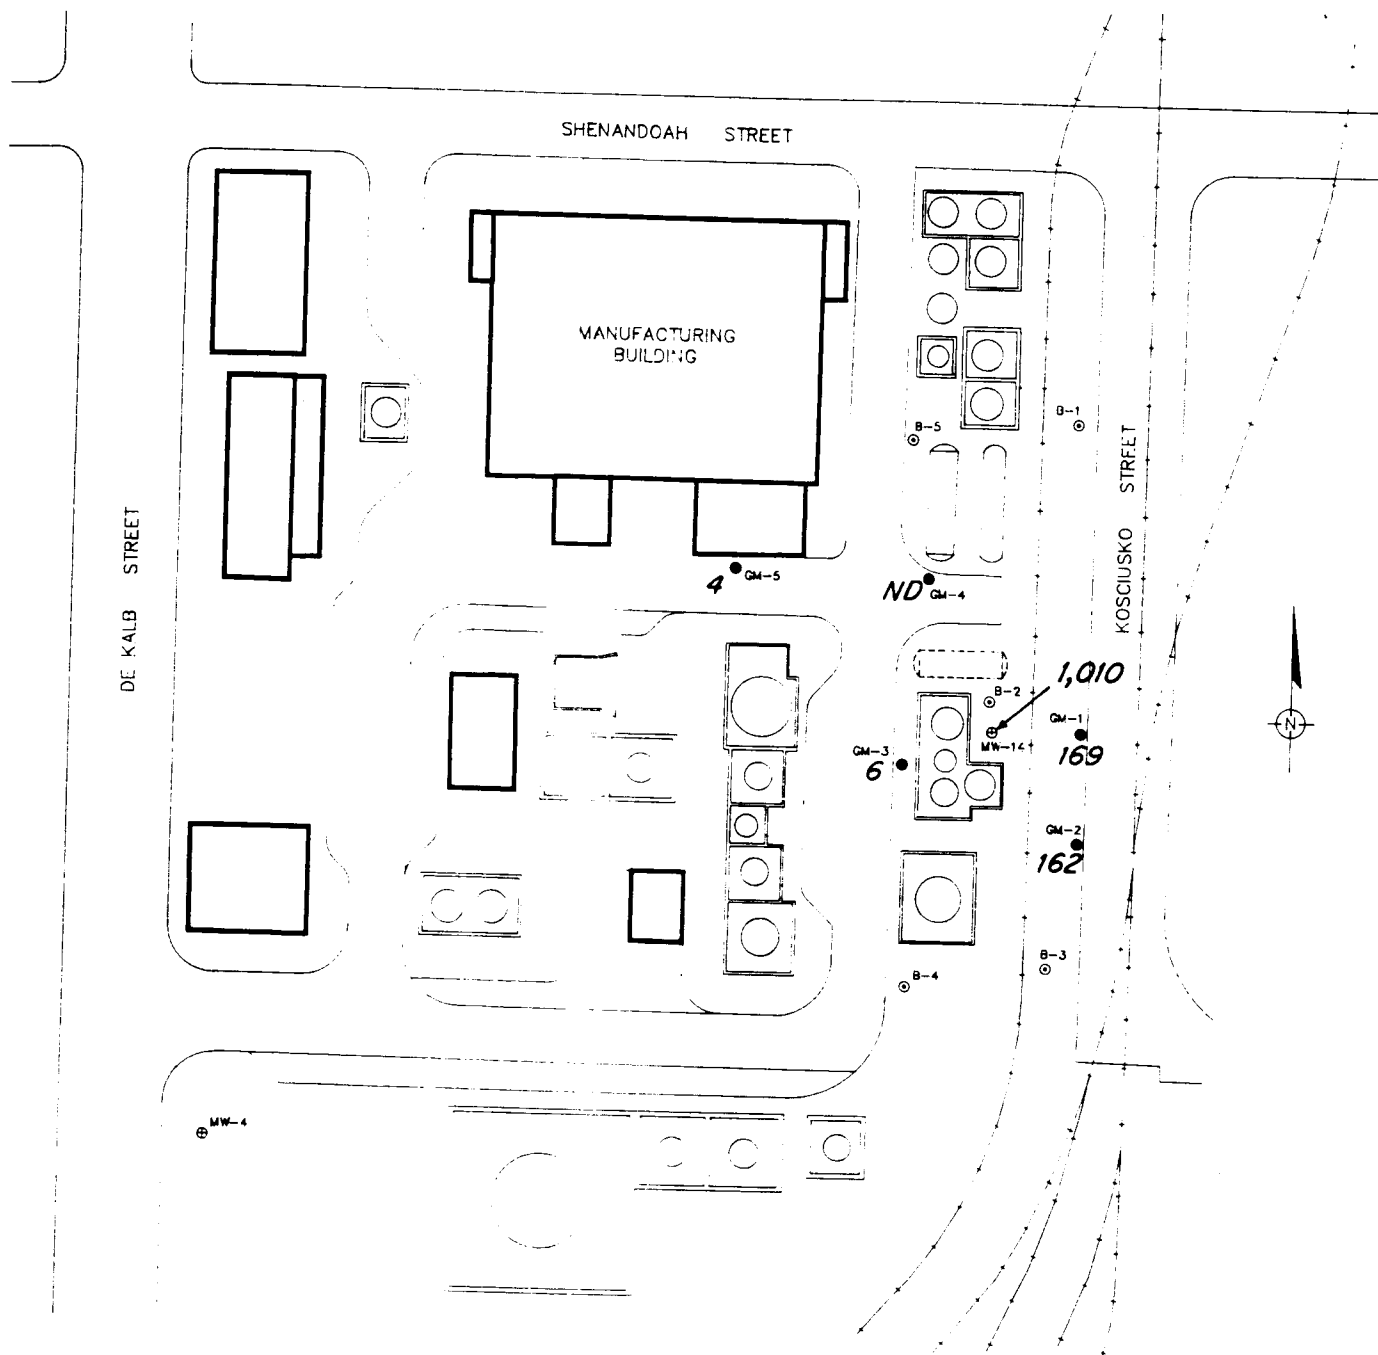 SHENANDOAH STREET
MANUFACTURING
BUILDING
B-1
B-5
KOSCIUSKO STREET
DE KALB STREET
GM-5
4
ND
GM-4
1,010
B-2
GM-1
MW-14
169
GM-3
6
GM-2
162
B-3
B-4
N
MW-4